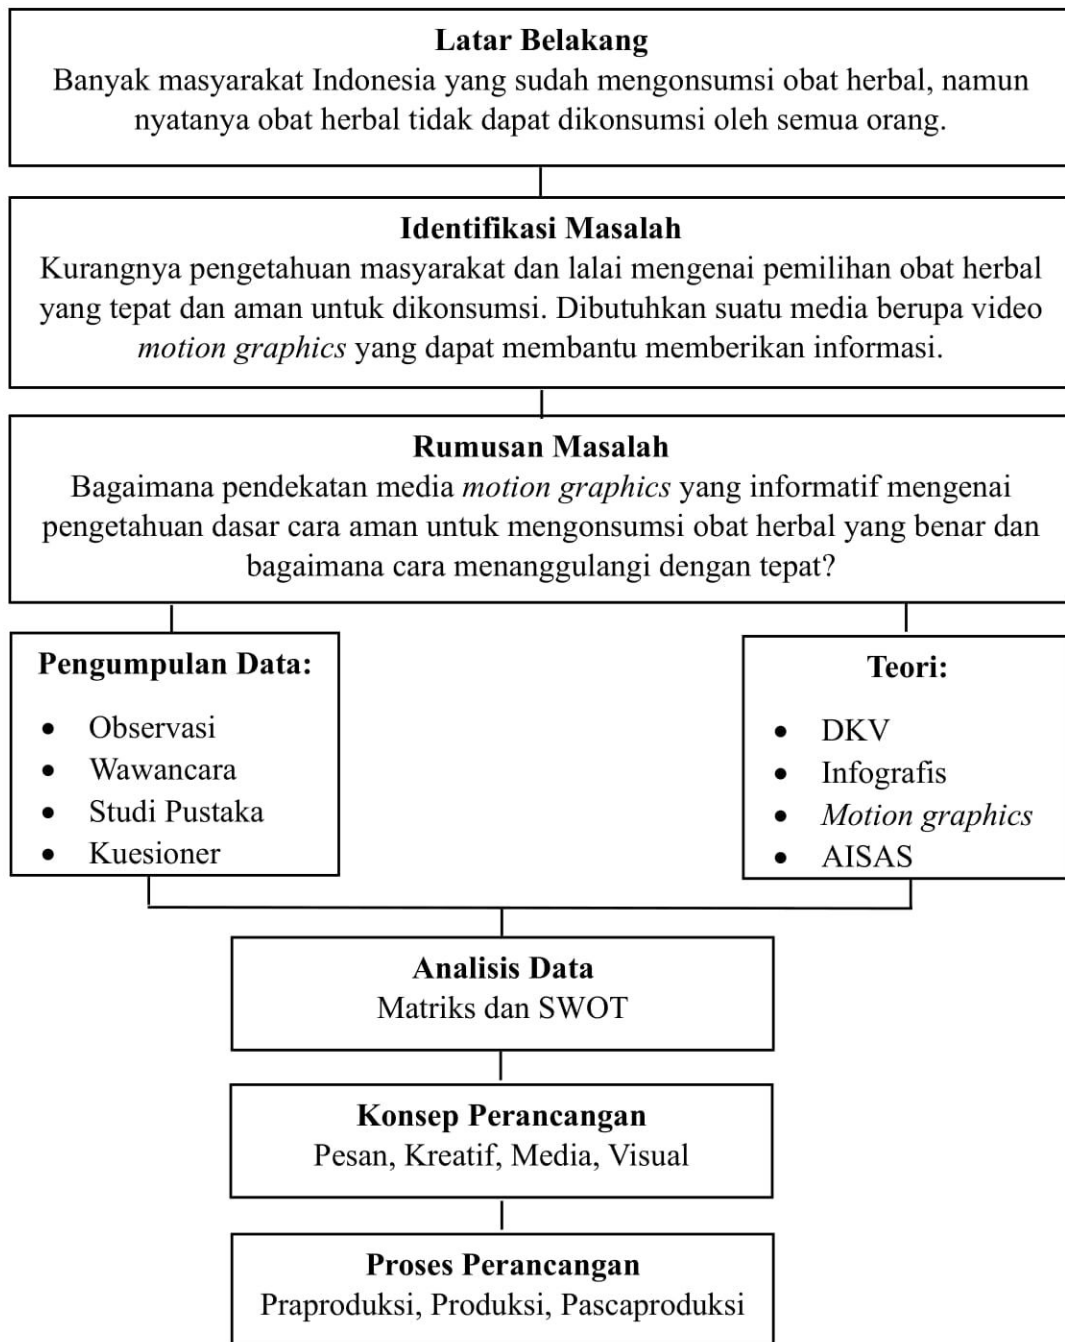 Latar Belakang
Banyak masyarakat Indonesia yang sudah mengonsumsi obat herbal, namun
nyatanya obat herbal tidak dapat dikonsumsi oleh semua orang.
Identifikasi Masalah
Kurangnya pengetahuan masyarakat dan lalai mengenai pemilihan obat herbal
yang tepat dan aman untuk dikonsumsi. Dibutuhkan suatu media berupa video
motion graphics yang dapat membantu memberikan informasi.
Rumusan Masalah
Bagaimana pendekatan media motion graphics yang informatif mengenai
pengetahuan dasar cara aman untuk mengonsumsi obat herbal yang benar dan
bagaimana cara menanggulangi dengan tepat?
Pengumpulan Data:
• Observasi
• Wawancara
• Studi Pustaka
• Kuesioner
Teori:
• DKV
• Infografis
• Motion graphics
• AISAS
Analisis Data
Matriks dan SWOT
Konsep Perancangan
Pesan, Kreatif, Media, Visual
Proses Perancangan
Praproduksi, Produksi, Pascaproduksi